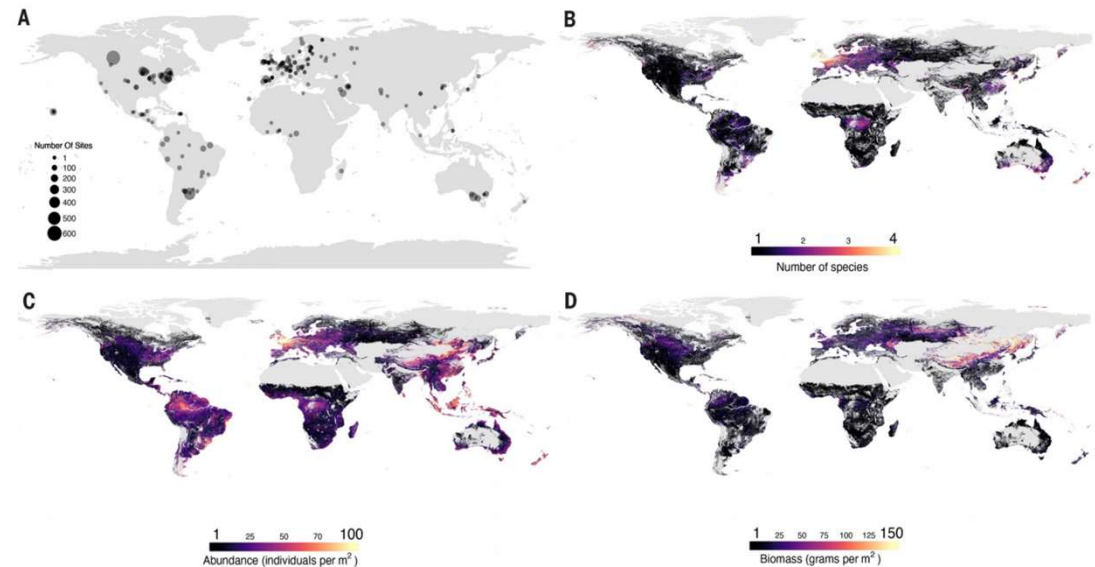 A
Number Of Sites
1
100
200
300
400
500
600
B
1 2 3 4
Number of species
C
1 25 50 70 100
Abundance (individuals per m²)
D
1 25 50 75 100 125 150
Biomass (grams per m²)